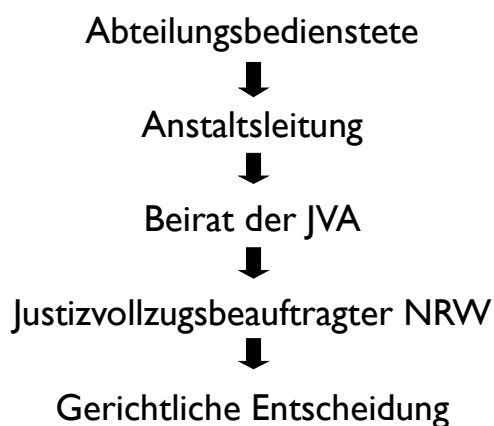 Abteilungsbedienstete
Anstaltsleitung
Beirat der JVA
Justizvollzugsbeauftragter NRW
Gerichtliche Entscheidung